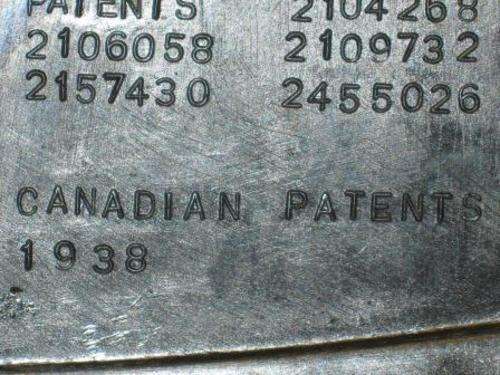 PATENTS 2104268
2106058 2109732
2157430 2455026
CANADIAN PATENTS
1938